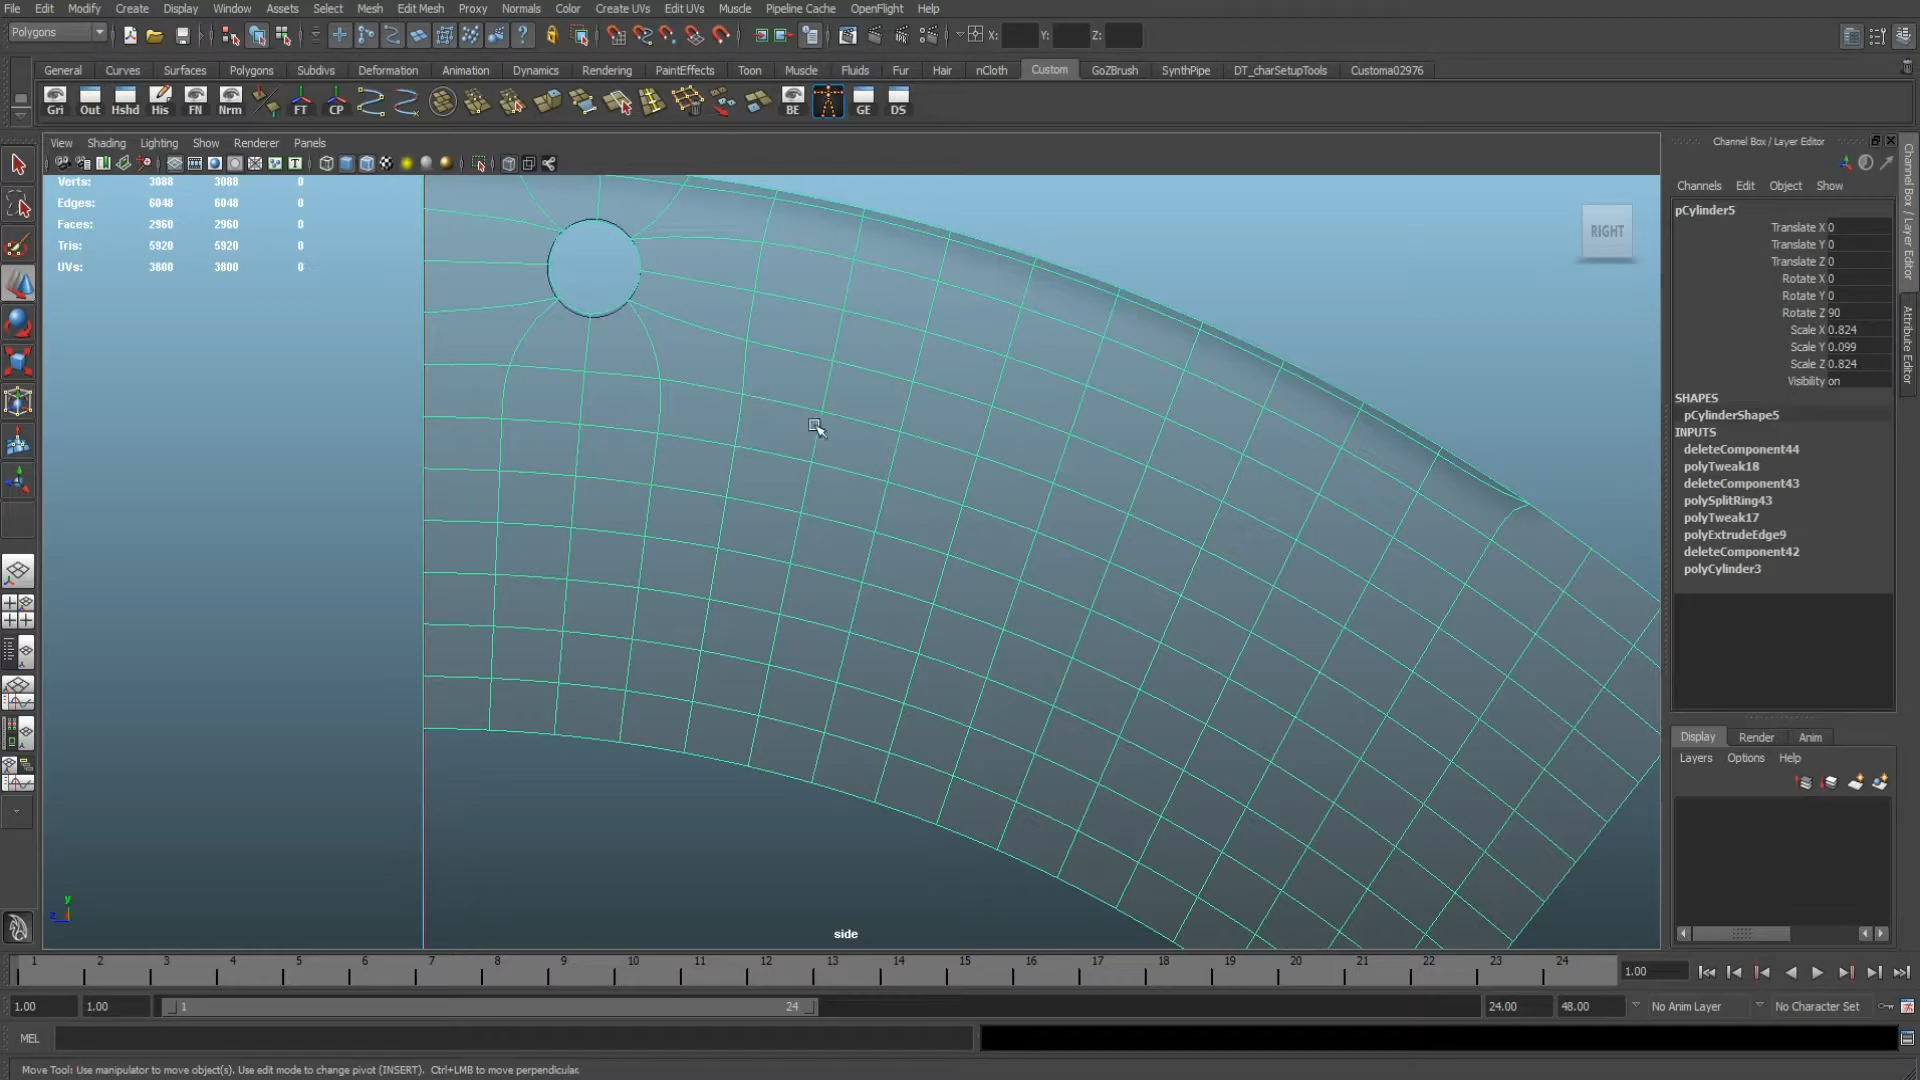 File Edit Modify Create Display Window Assets Select Mesh Edit Mesh Proxy Normals Color Create UVs Edit UVs Muscle Pipeline Cache OpenFlight Help
Polygons
X: Y: Z:
General Curves Surfaces Polygons Subdivs Deformation Animation Dynamics Rendering PaintEffects Toon Muscle Fluids Fur Hair nCloth Custom GoZBrush SynthPipe DT_charSetupTools Customa02976
Gri Out Hshd His FN Nrm FT CP BE GE DS
View Shading Lighting Show Renderer Panels
Verts: 3088 3088 0
Edges: 6048 6048 0
Faces: 2960 2960 0
Tris: 5920 5920 0
UVs: 3800 3800 0
RIGHT
y
z
side
Channel Box / Layer Editor
Channels Edit Object Show
pCylinder5
Translate X 0
Translate Y 0
Translate Z 0
Rotate X 0
Rotate Y 0
Rotate Z 90
Scale X 0.824
Scale Y 0.099
Scale Z 0.824
Visibility on
SHAPES
pCylinderShape5
INPUTS
deleteComponent44
polyTweak18
deleteComponent43
polySplitRing43
polyTweak17
polyExtrudeEdge9
deleteComponent42
polyCylinder3
Display Render Anim
Layers Options Help
Channel Box / Layer Editor
Attribute Editor
1 2 3 4 5 6 7 8 9 10 11 12 13 14 15 16 17 18 19 20 21 22 23 24
1.00
1.00 1.00 1 24 24.00 48.00 No Anim Layer No Character Set
MEL
Move Tool: Use manipulator to move object(s). Use edit mode to change pivot (INSERT). Ctrl+LMB to move perpendicular.